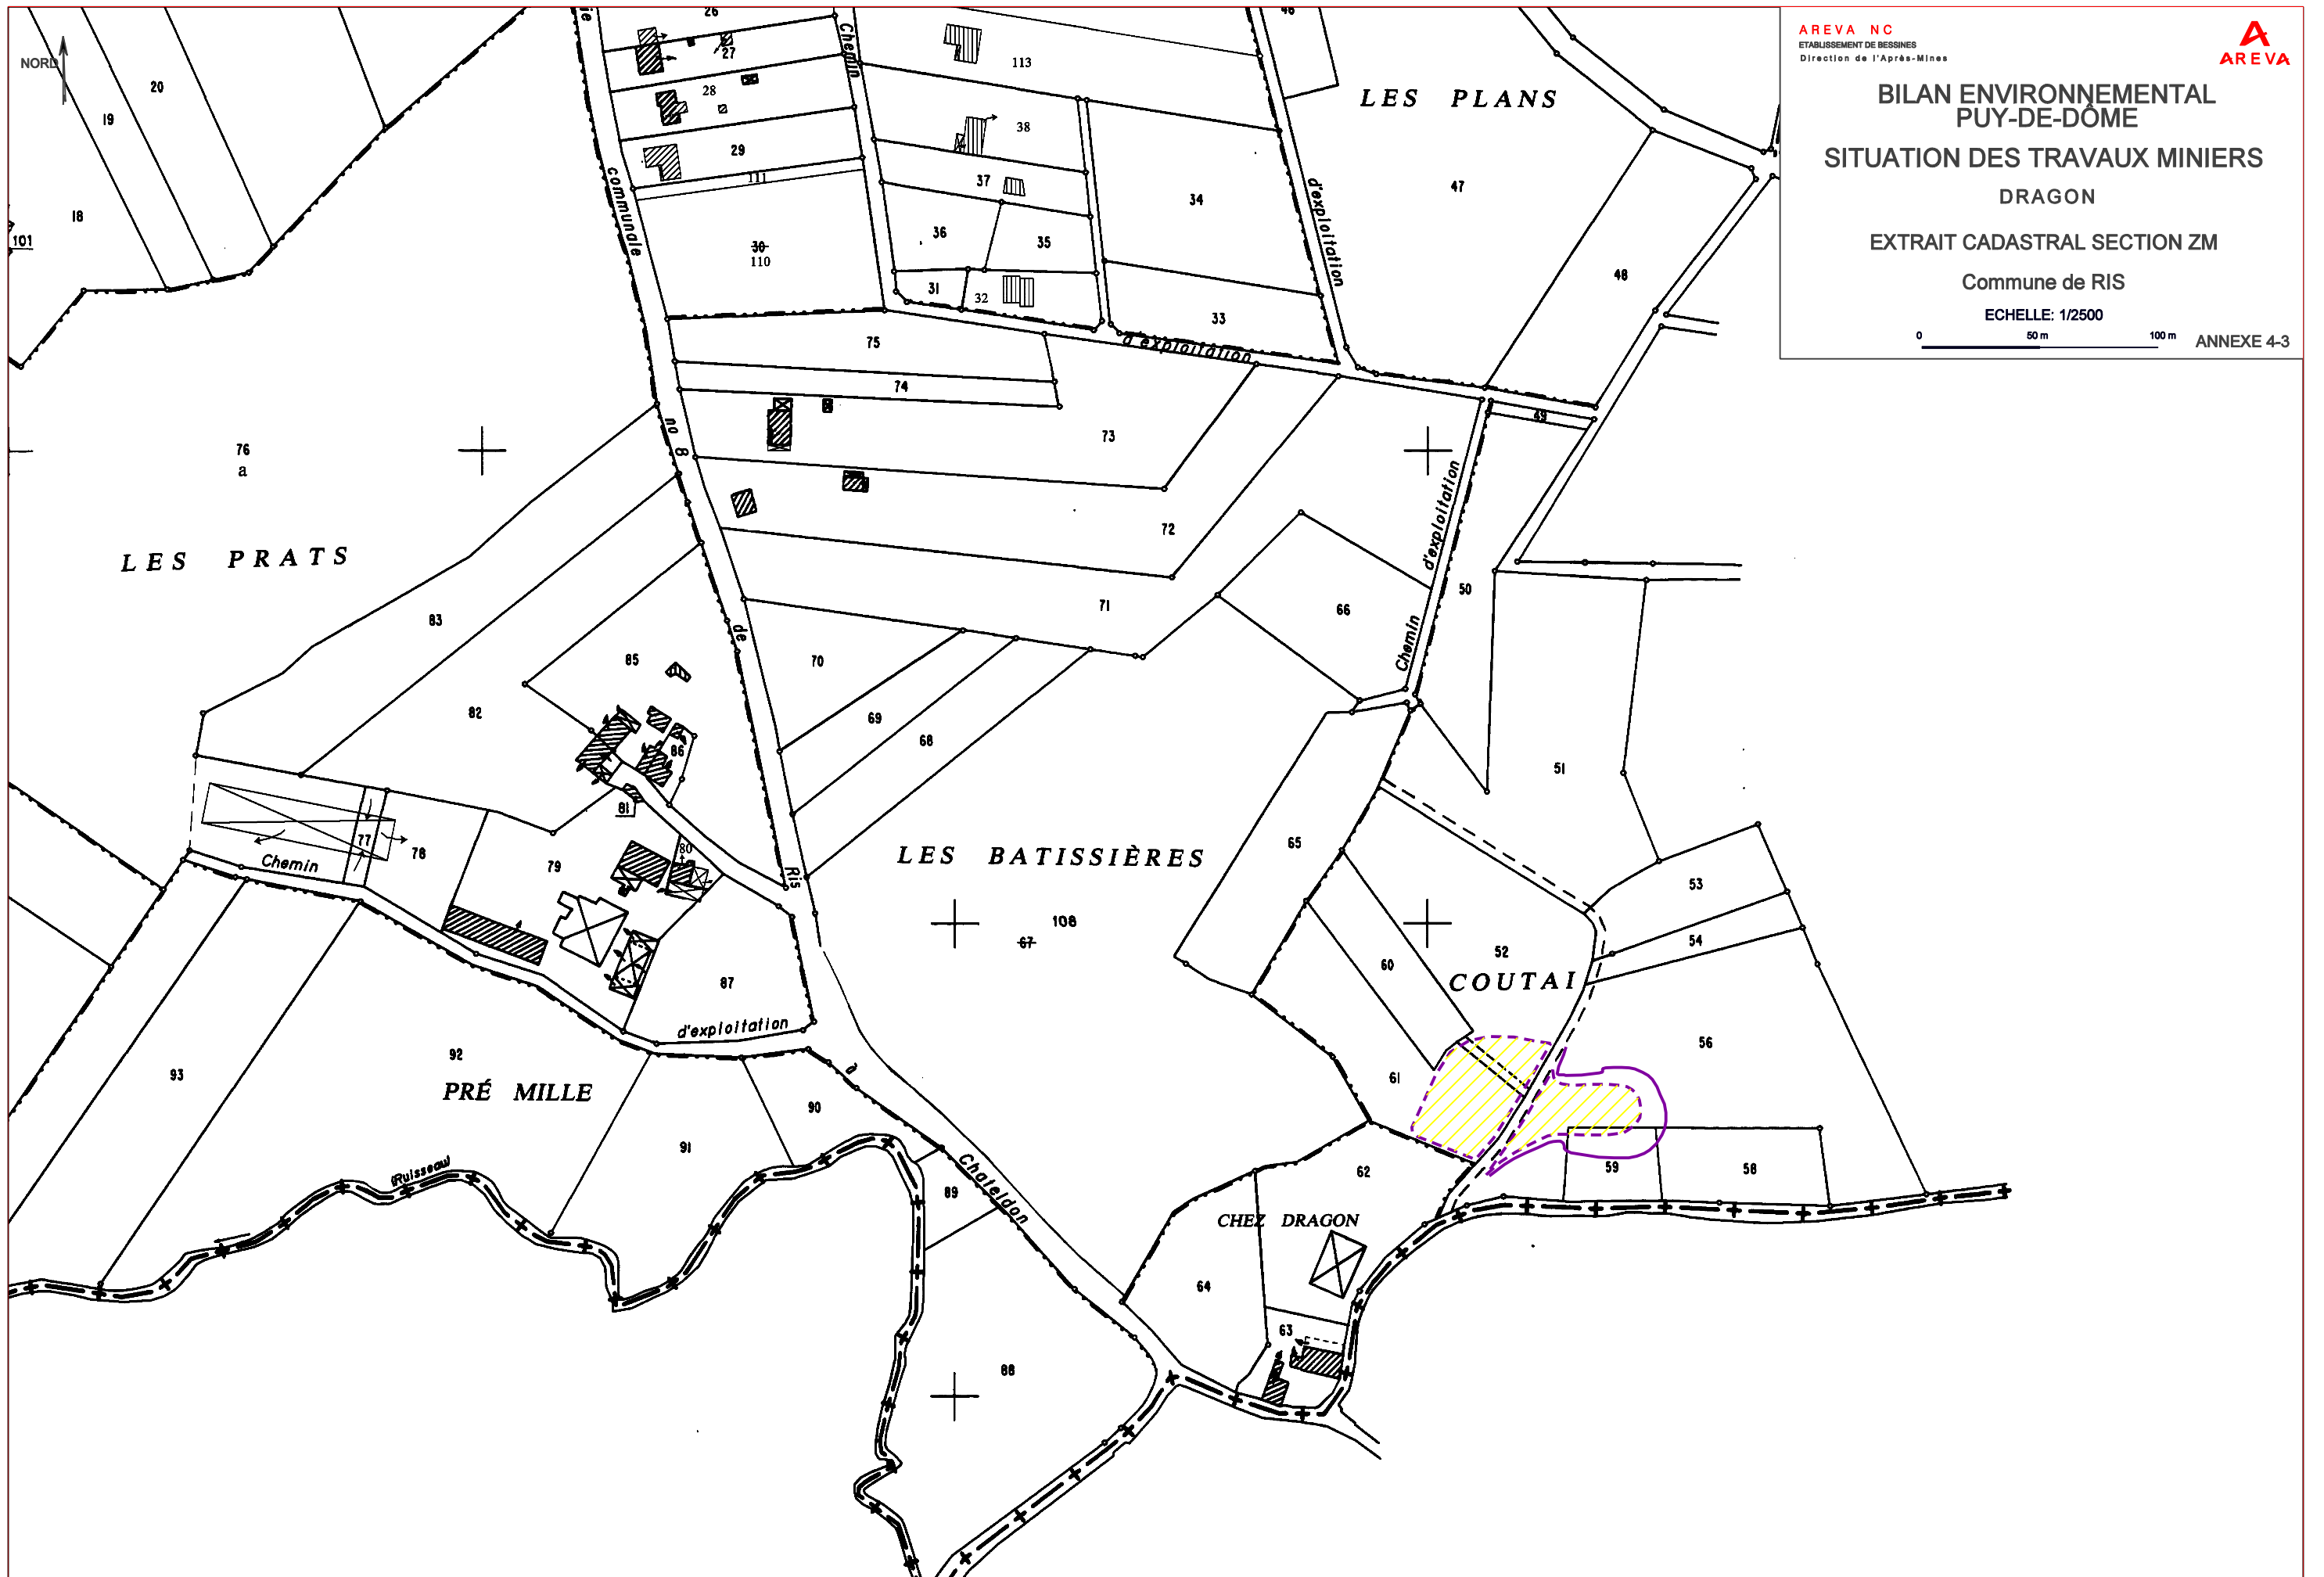 AREVA NC
ETABLISSEMENT DE BESSINES
Direction de l'Après-Mines
AREVA
BILAN ENVIRONNEMENTAL
PUY-DE-DÔME
SITUATION DES TRAVAUX MINIERS
DRAGON
EXTRAIT CADASTRAL SECTION ZM
Commune de RIS
ECHELLE: 1/2500
0 50 m 100 m
ANNEXE 4-3
NORD
20
19
18
101
26
27
28
29
111
30
110
Chemin
113
38
37
36
35
31
32
34
33
46
LES PLANS
47
48
49
d'exploitation
d'exploitation
communale
no 8
de
Ris
à
Chateldon
75
74
73
72
71
70
69
68
66
65
76
a
LES PRATS
83
82
85
86
81
80
79
78
77
Chemin
d'exploitation
87
LES BATISSIÈRES
108
67
Chemin d'exploitation
50
51
52
53
54
56
COUTAI
60
61
62
59
58
CHEZ DRAGON
64
63
93
92
PRÉ MILLE
91
90
89
88
(Ruisseau)